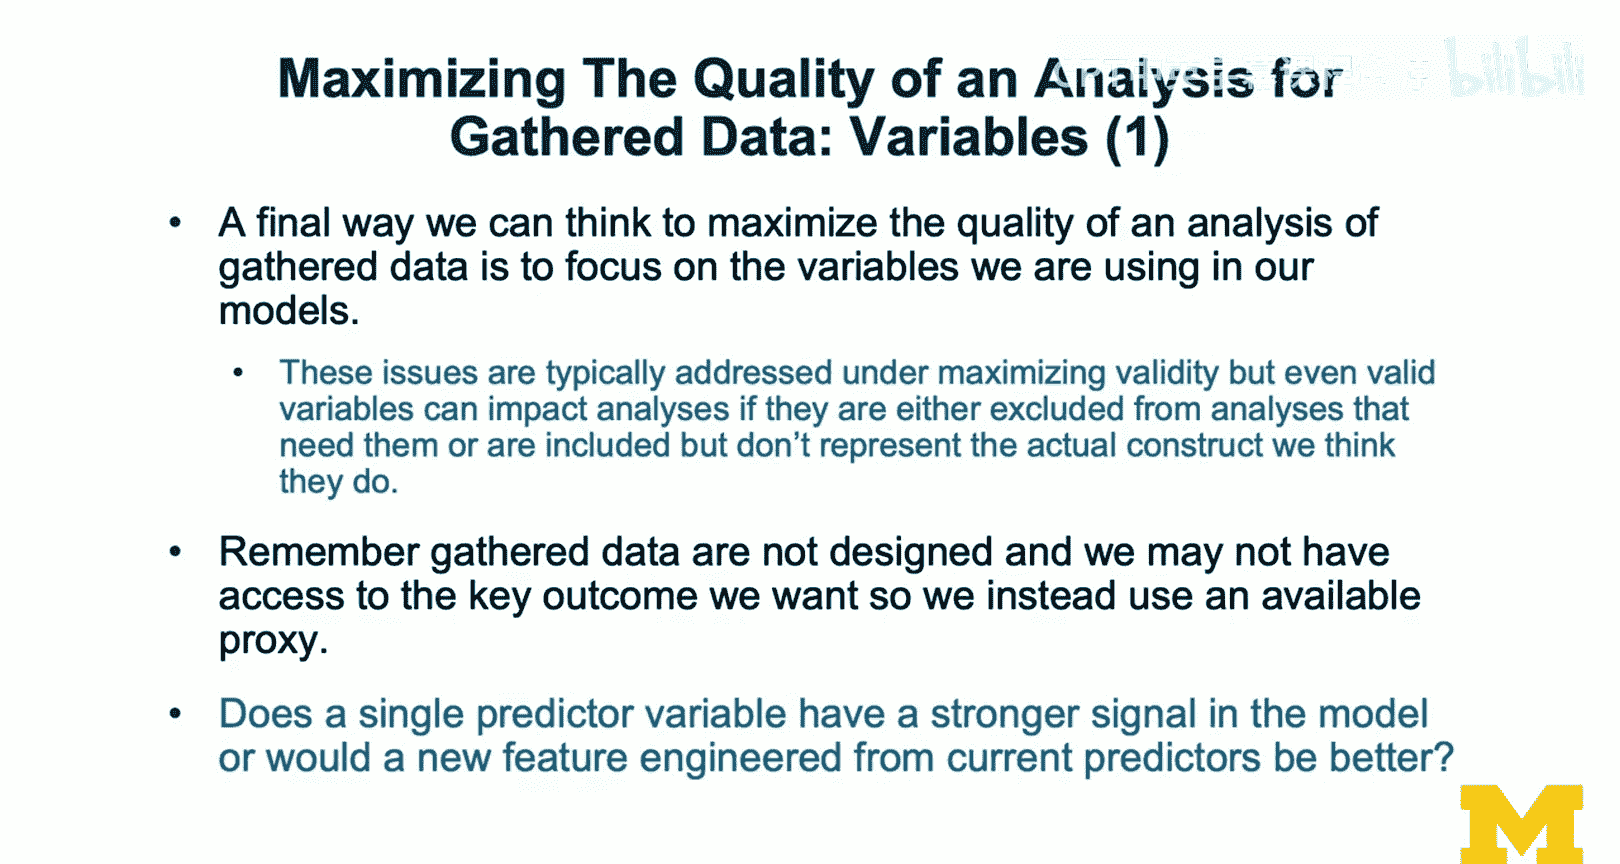 Maximizing The Quality of an Analysis for
Gathered Data: Variables (1)
• A final way we can think to maximize the quality of an analysis of
gathered data is to focus on the variables we are using in our
models.
• These issues are typically addressed under maximizing validity but even valid
variables can impact analyses if they are either excluded from analyses that
need them or are included but don't represent the actual construct we think
they do.
• Remember gathered data are not designed and we may not have
access to the key outcome we want so we instead use an available
proxy.
• Does a single predictor variable have a stronger signal in the model
or would a new feature engineered from current predictors be better?
bilibili
M